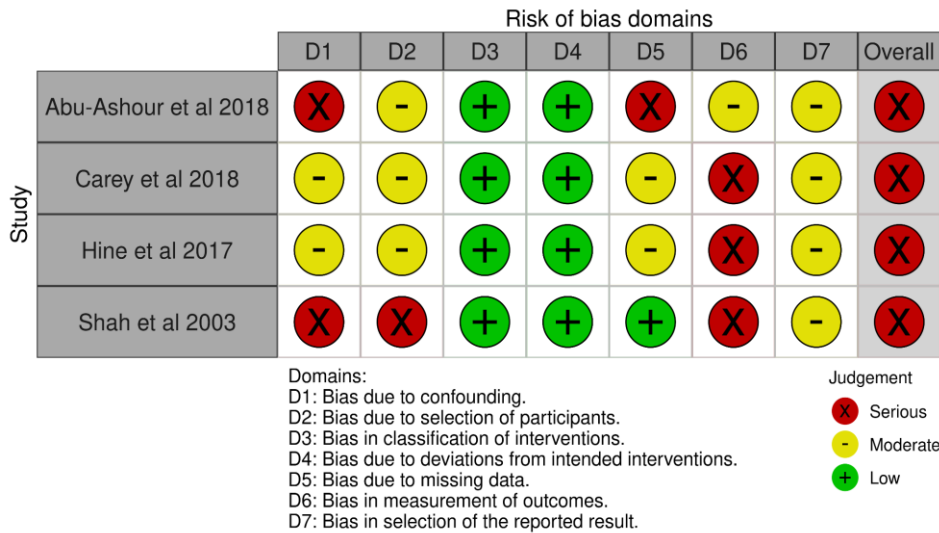 Risk of bias domains
D1 D2 D3 D4 D5 D6 D7 Overall
Study
Abu-Ashour et al 2018 X - + + X - - X
Carey et al 2018 - - + + - X - X
Hine et al 2017 - - + + - X - X
Shah et al 2003 X X + + + X - X
Domains:
D1: Bias due to confounding.
D2: Bias due to selection of participants.
D3: Bias in classification of interventions.
D4: Bias due to deviations from intended interventions.
D5: Bias due to missing data.
D6: Bias in measurement of outcomes.
D7: Bias in selection of the reported result.
Judgement
X Serious
- Moderate
+ Low